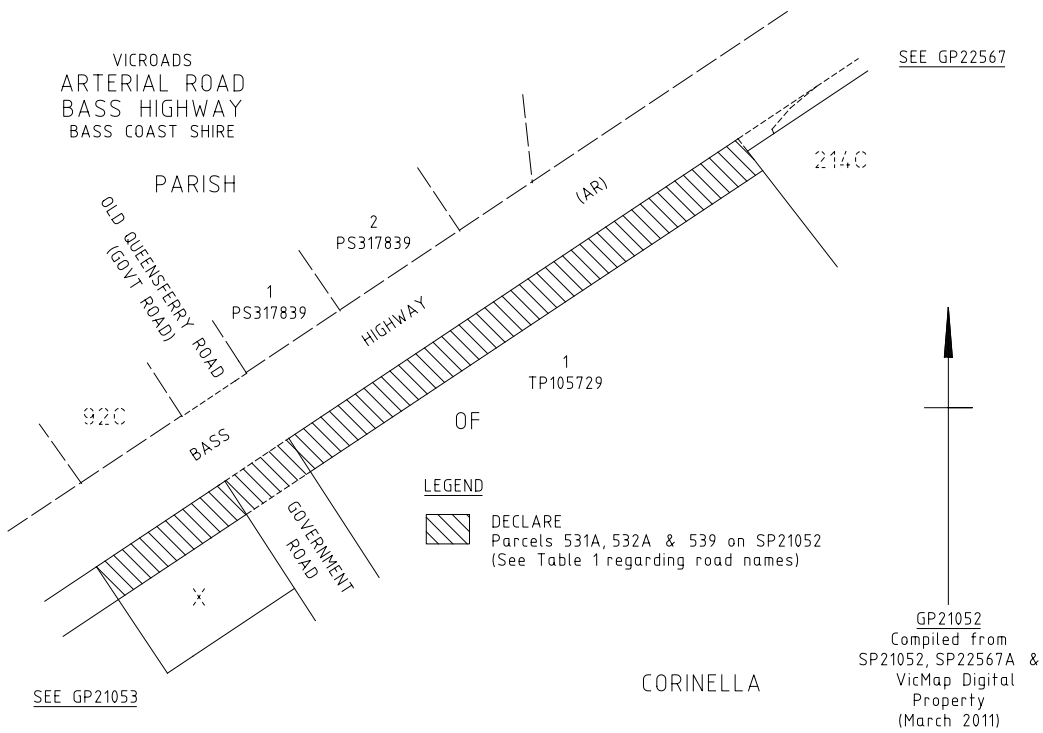 VICROADS
ARTERIAL ROAD
BASS HIGHWAY
BASS COAST SHIRE
SEE GP22567
PARISH
214C
(AR)
OLD QUEENSFERRY ROAD
(GOVT ROAD)
2
PS317839
1
PS317839
HIGHWAY
1
TP105729
92C
BASS
OF
LEGEND
DECLARE
Parcels 531A, 532A & 539 on SP21052
(See Table 1 regarding road names)
GOVERNMENT
ROAD
X
GP21052
Compiled from
SP21052, SP22567A &
VicMap Digital
Property
(March 2011)
SEE GP21053
CORINELLA